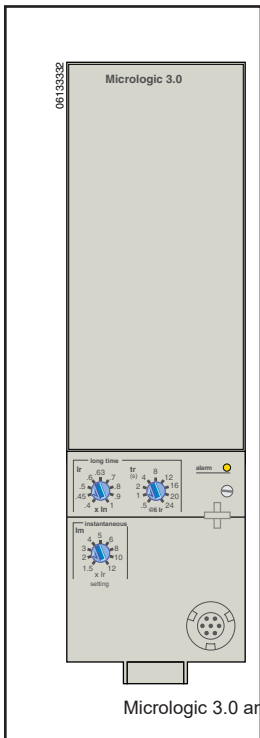 06133332
Micrologic 3.0
long time
Ir
.4 .45 .5 .6 .63 .7 .8 .9 1
x In
tr
(s)
.5 1 2 4 8 12 16 20 24
@6 Ir
alarm
instantaneous
Im
1.5 2 3 4 5 6 8 10 12
x Ir
setting
Micrologic 3.0 ar